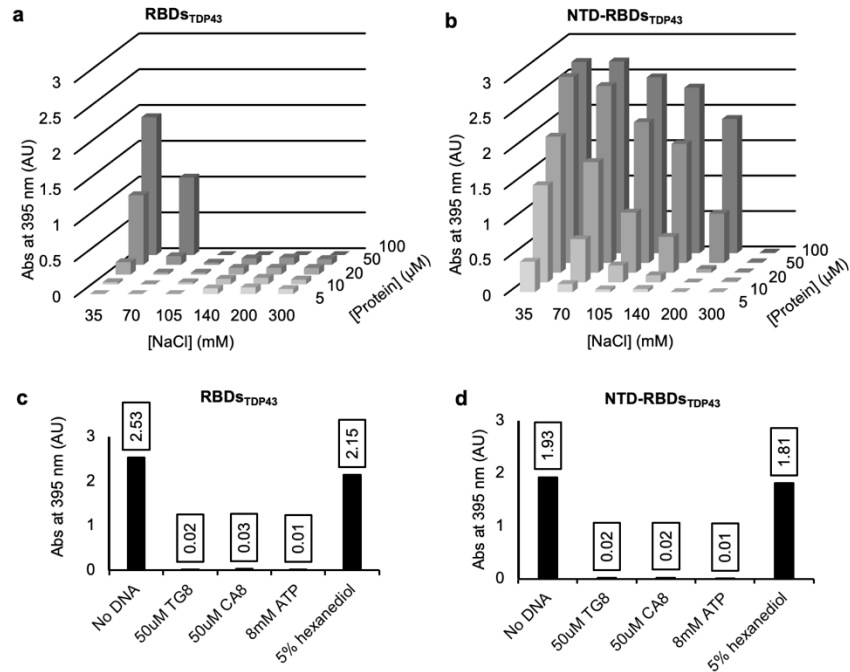 a
RBDsTDP43
3
2.5
2
1.5
1
0.5
0
Abs at 395 nm (AU)
35 70 105 140 200 300
[NaCl] (mM)
5 10 20 50 100
[Protein] (µM)
b
NTD-RBDsTDP43
3
2.5
2
1.5
1
0.5
0
Abs at 395 nm (AU)
35 70 105 140 200 300
[NaCl] (mM)
5 10 20 50 100
[Protein] (µM)
c
RBDsTDP43
3
2
1
0
Abs at 395 nm (AU)
2.53
0.02
0.03
0.01
2.15
No DNA
50uM TG8
50uM CA8
8mM ATP
5% hexanediol
d
NTD-RBDsTDP43
3
2
1
0
Abs at 395 nm (AU)
1.93
0.02
0.02
0.01
1.81
No DNA
50uM TG8
50uM CA8
8mM ATP
5% hexanediol